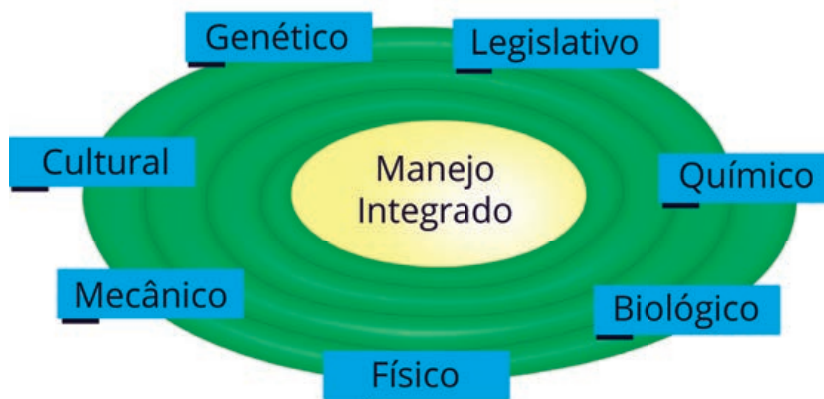 Genético
Legislativo
Cultural
Manejo
Integrado
Químico
Mecânico
Biológico
Físico